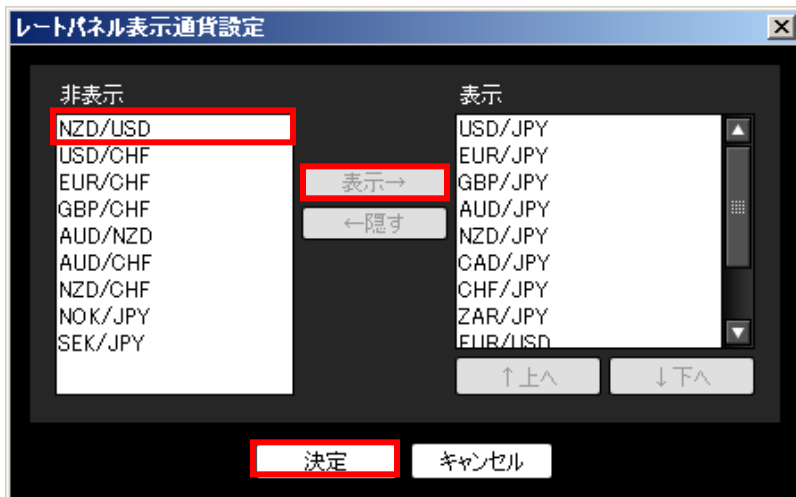 レートパネル表示通貨設定
非表示
NZD/USD
USD/CHF
EUR/CHF
GBP/CHF
AUD/NZD
AUD/CHF
NZD/CHF
NOK/JPY
SEK/JPY
表示→
←隠す
表示
USD/JPY
EUR/JPY
GBP/JPY
AUD/JPY
NZD/JPY
CAD/JPY
CHF/JPY
ZAR/JPY
EUR/USD
↑上へ
↓下へ
決定
キャンセル